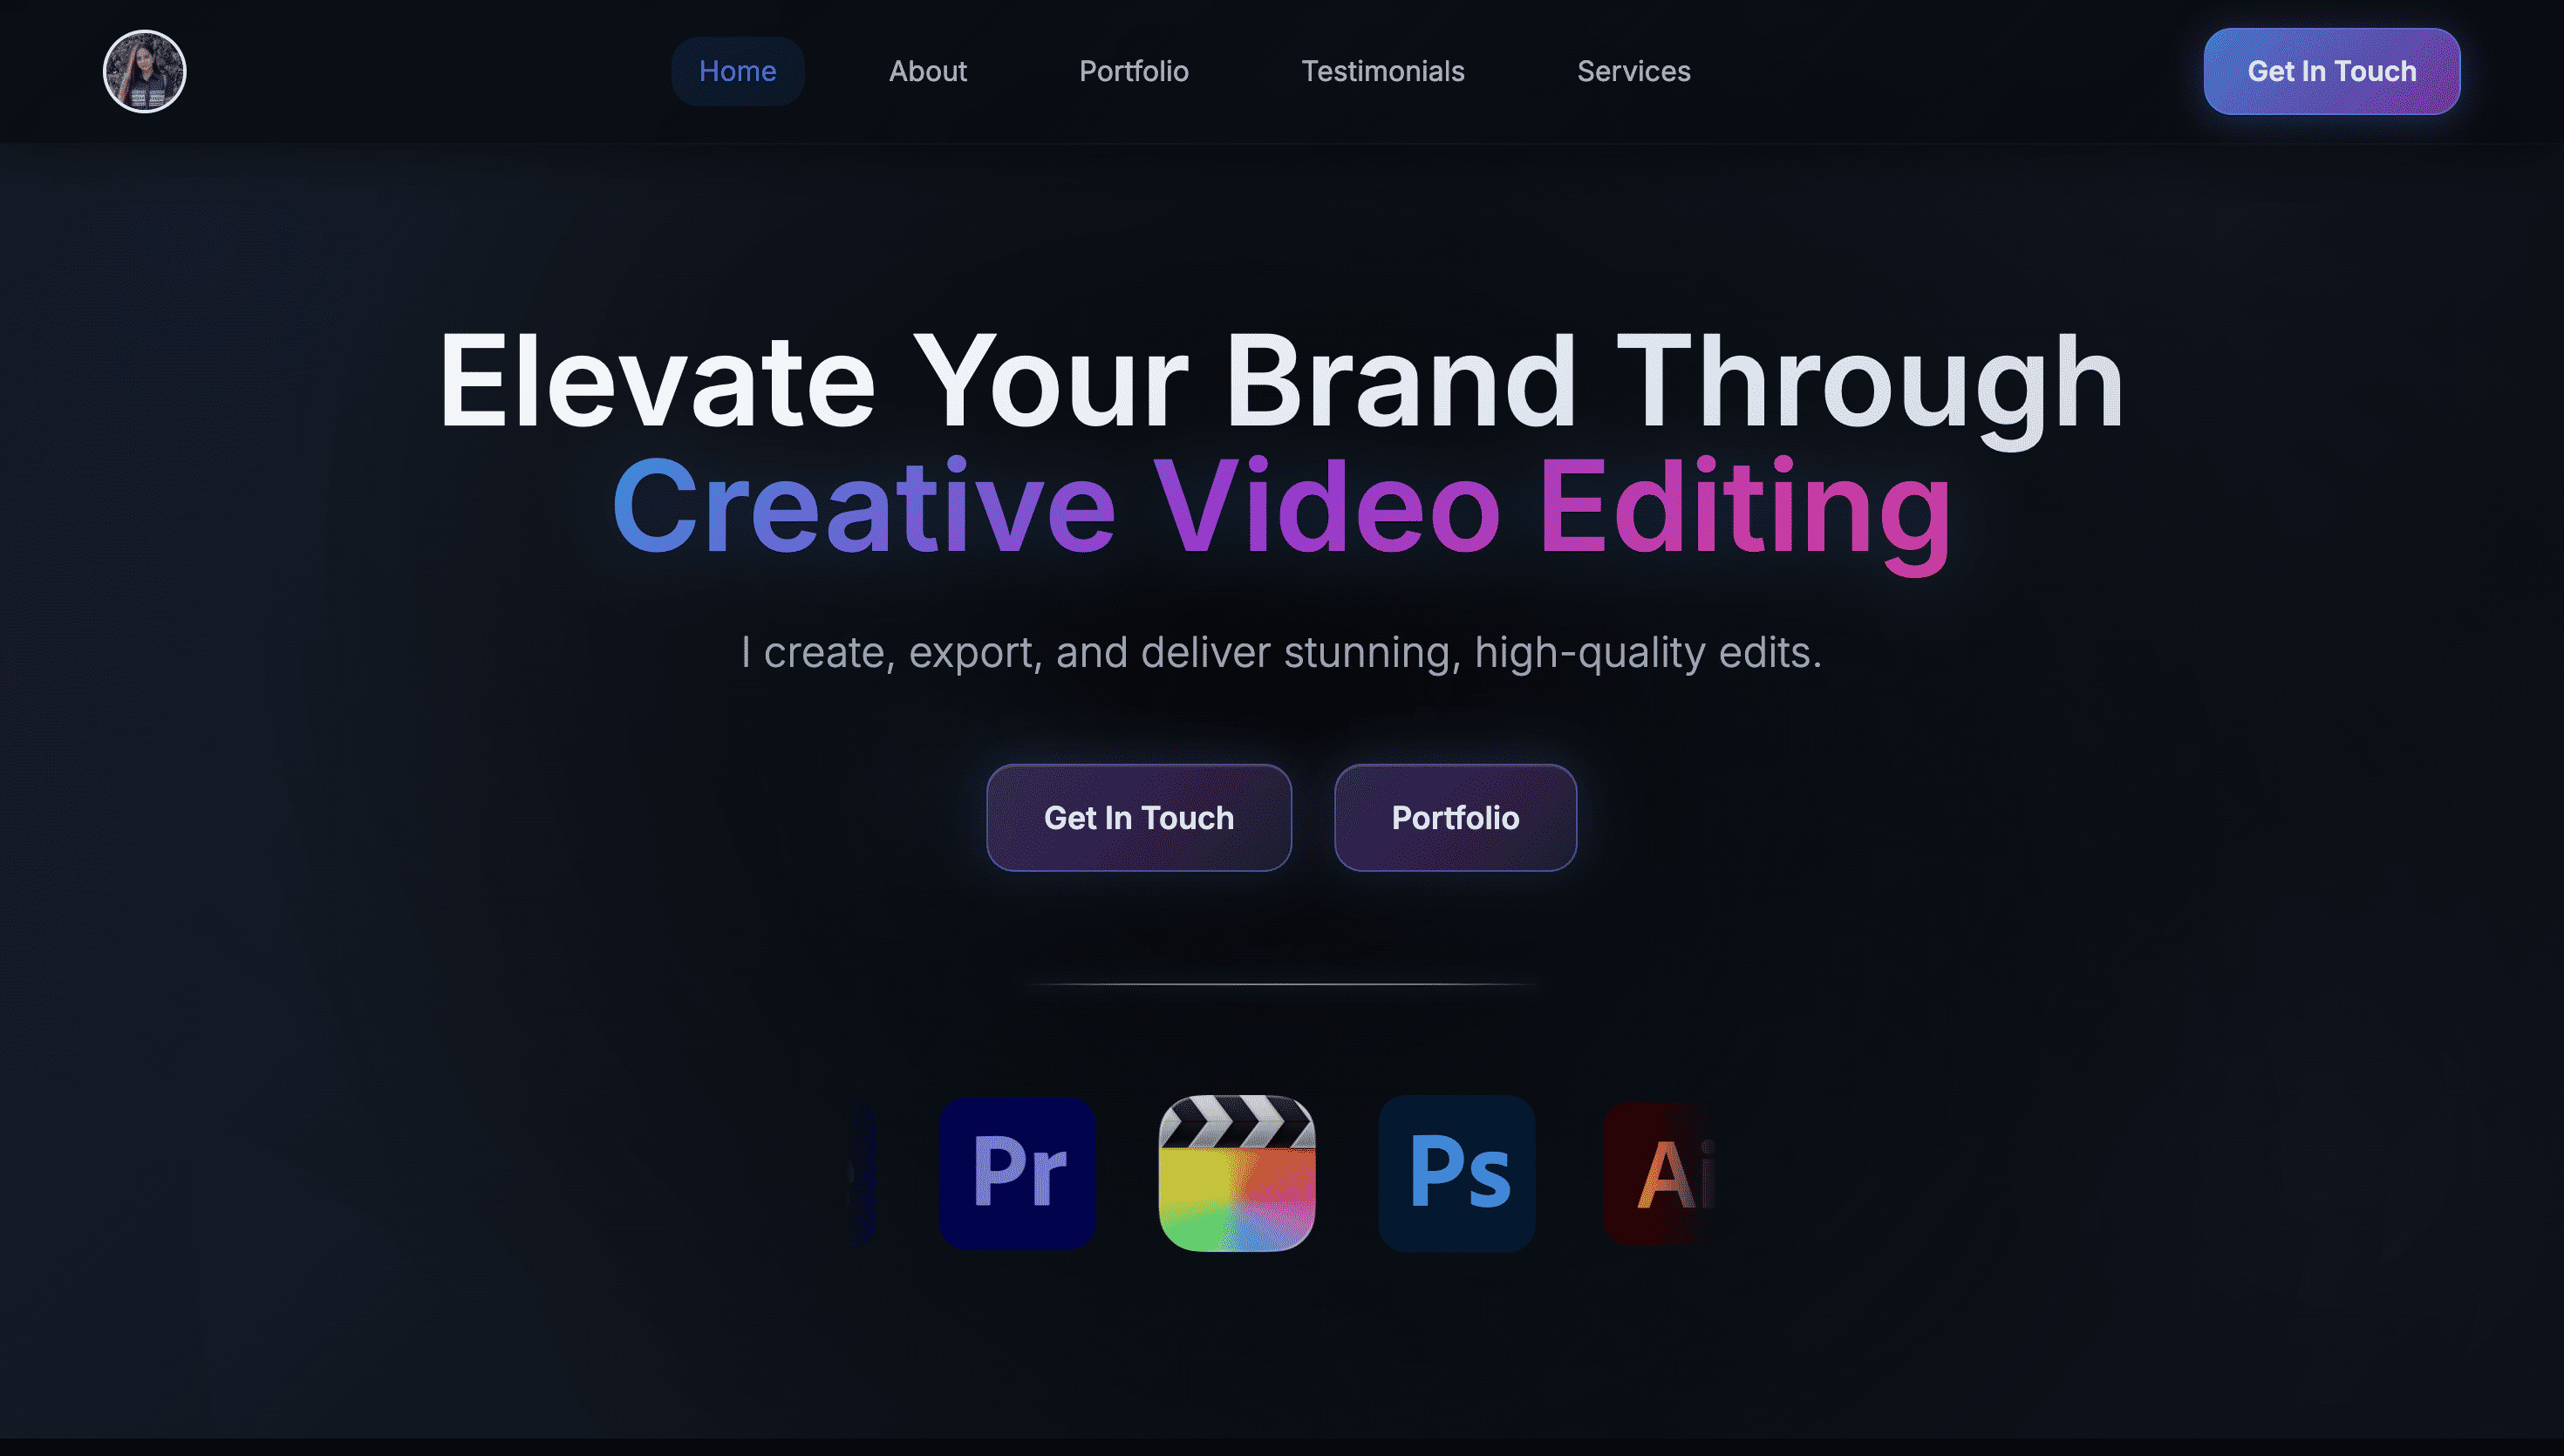 Home
About
Portfolio
Testimonials
Services
Get In Touch
Elevate Your Brand Through
Creative Video Editing
I create, export, and deliver stunning, high-quality edits.
Get In Touch
Portfolio
Pr
Ps
Ai